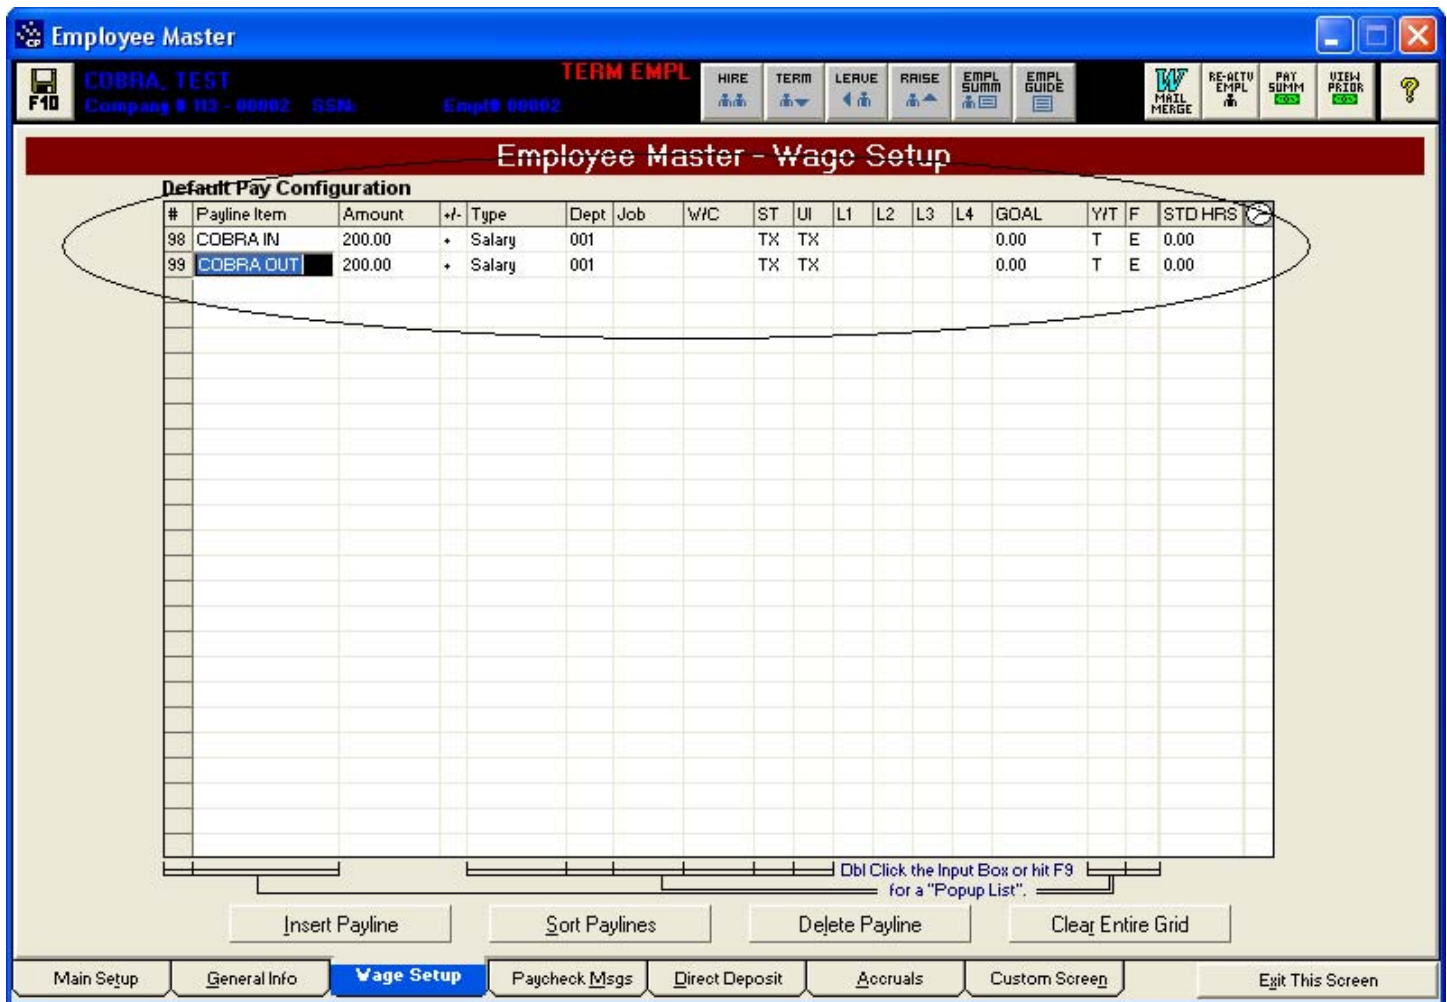 Employee Master
F10
COBRA, TEST
TERM EMPL
Company # 113 - 00002 SSN: Empl# 00002
HIRE
TERM
LEAVE
RAISE
EMPL SUMM
EMPL GUIDE
W MAIL MERGE
RE-ACTV EMPL
PAY SUMM
VIEW PRIOR
?
Employee Master - Wage Setup
Default Pay Configuration
# Payline Item Amount +/- Type Dept Job W/C ST UI L1 L2 L3 L4 GOAL Y/T F STD HRS
98 COBRA IN 200.00 + Salary 001 TX TX 0.00 T E 0.00
99 COBRA OUT 200.00 + Salary 001 TX TX 0.00 T E 0.00
Dbl Click the Input Box or hit F9
for a "Popup List".
Insert Payline Sort Paylines Delete Payline Clear Entire Grid
Main Setup General Info Wage Setup Paycheck Msgs Direct Deposit Accruals Custom Screen Exit This Screen